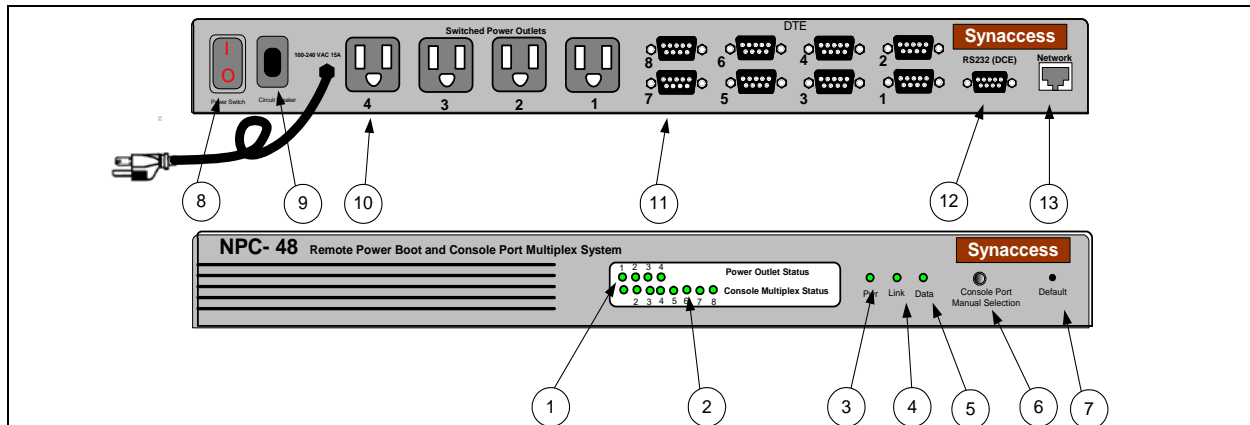 DTE
Switched Power Outlets
Synaccess
I
O
100-240 VAC 15A
8
6
4
2
RS232 (DCE)
Network
Power Switch
Circuit Breaker
4
3
2
1
7
5
3
1
8
9
10
11
12
13
NPC- 48 Remote Power Boot and Console Port Multiplex System
Synaccess
1 2 3 4
Power Outlet Status
Console Multiplex Status
2 3 4 5 6 7 8
Pwr Link Data
Console Port
Manual Selection
Default
1
2
3
4
5
6
7